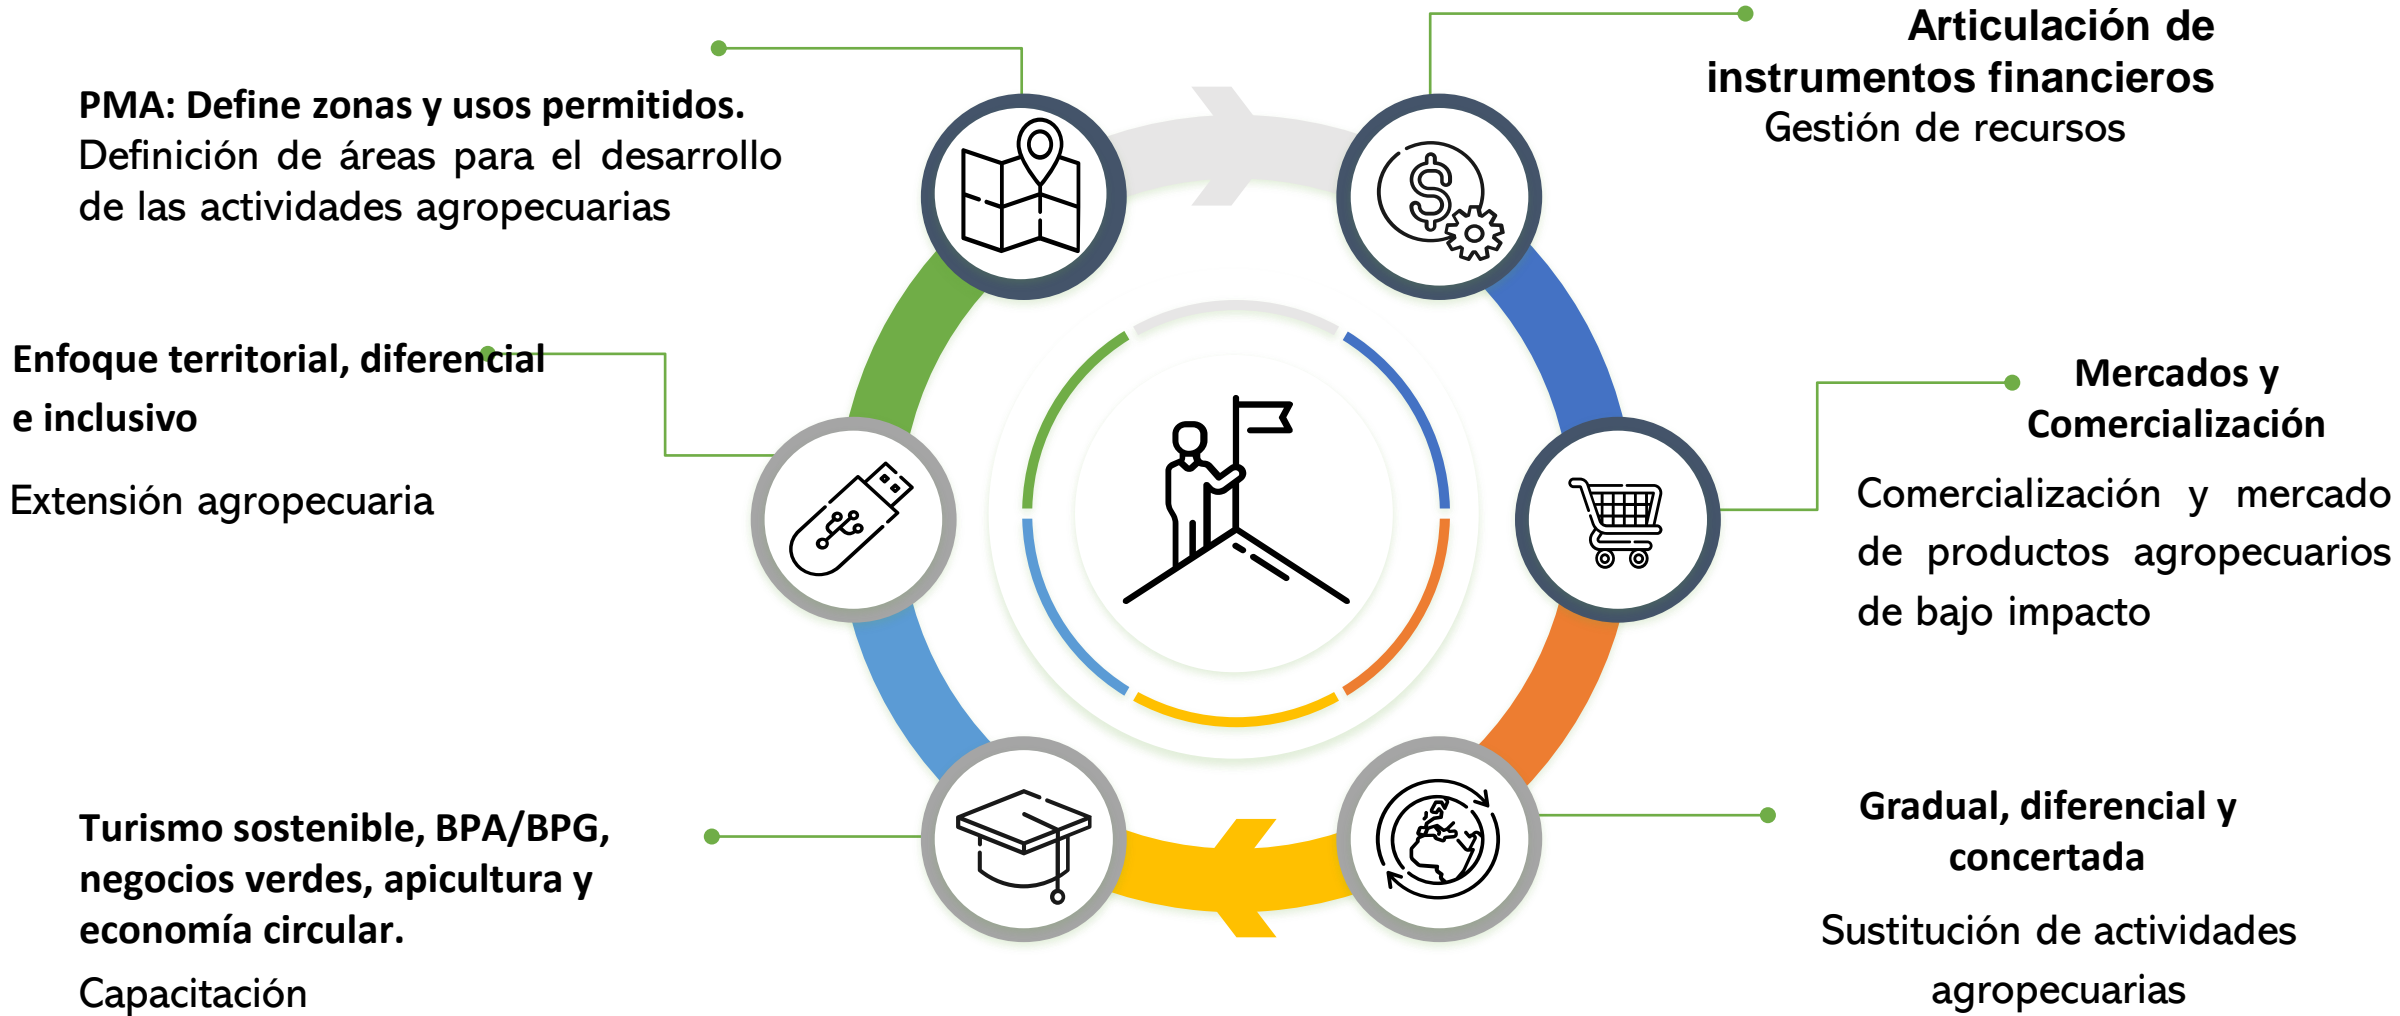 PMA: Define zonas y usos permitidos.
Definición de áreas para el desarrollo
de las actividades agropecuarias
Articulación de
instrumentos financieros
Gestión de recursos
Enfoque territorial, diferencial
e inclusivo
Extensión agropecuaria
Mercados y
Comercialización
Comercialización y mercado
de productos agropecuarios
de bajo impacto
Turismo sostenible, BPA/BPG,
negocios verdes, apicultura y
economía circular.
Capacitación
Gradual, diferencial y
concertada
Sustitución de actividades
agropecuarias